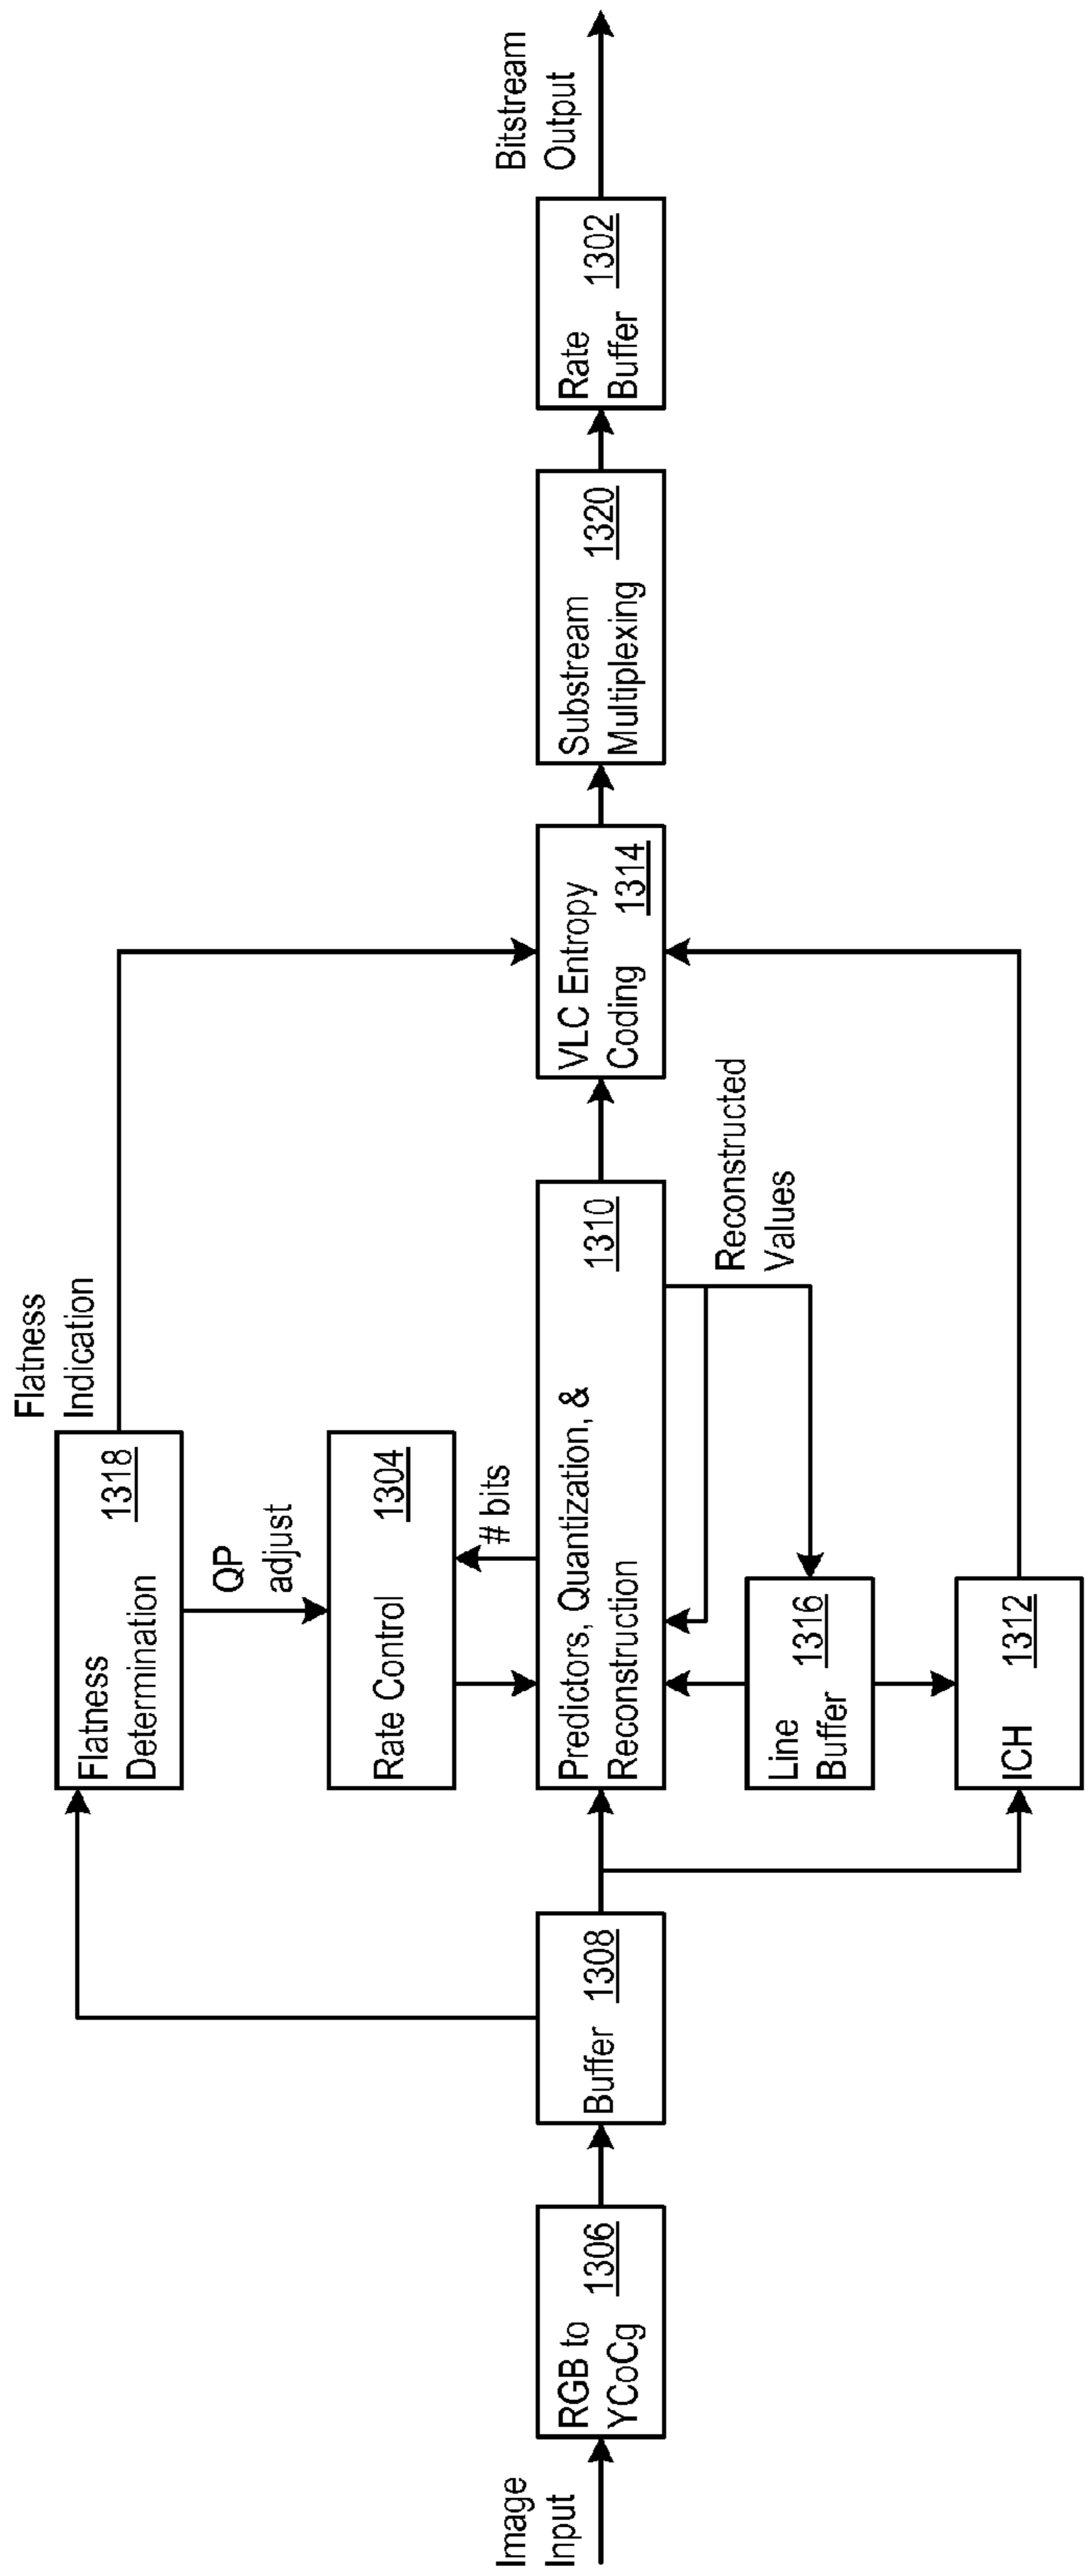 Image
Input
RGB to
YCoCg
1306
Buffer
1308
Flatness
Determination
1318
Flatness
Indication
QP
adjust
Rate Control
1304
# bits
Predictors, Quantization, &
Reconstruction
1310
Reconstructed
Values
Line
Buffer
1316
ICH
1312
VLC Entropy
Coding
1314
Substream
Multiplexing
1320
Rate
Buffer
1302
Bitstream
Output